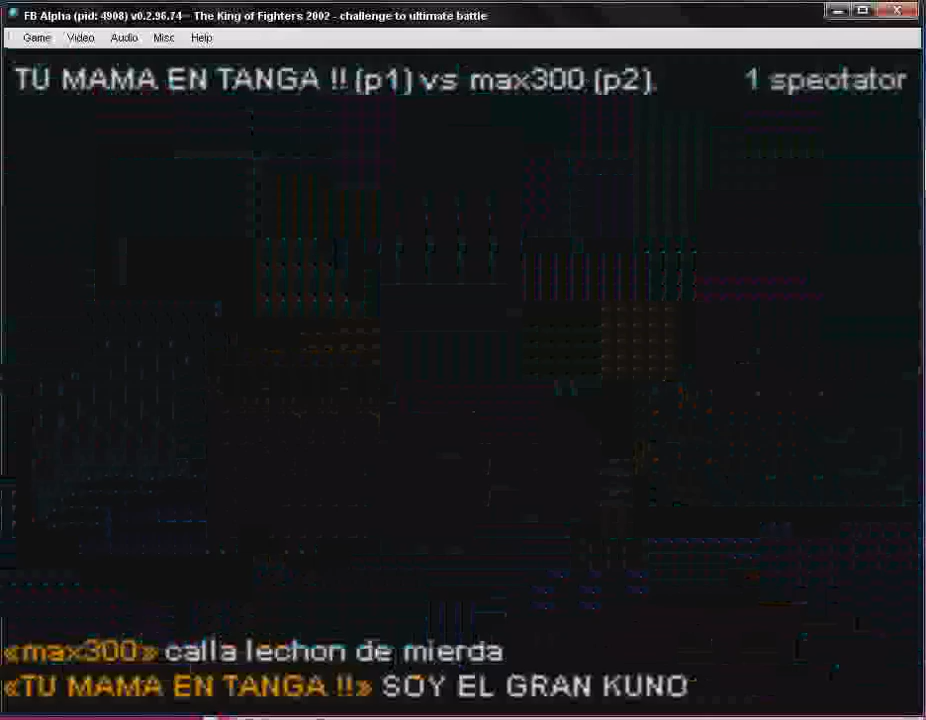 FB Alpha (pid: 4908) v0.2.96.74 - The King of Fighters 2002 - challenge to ultimate battle
Game Video Audio Misc Help
TU MAMA EN TANGA !! (p1) vs max300 (p2). 1 spectator
«max300» calla lechon de mierda
«TU MAMA EN TANGA !!» SOY EL GRAN KUNO